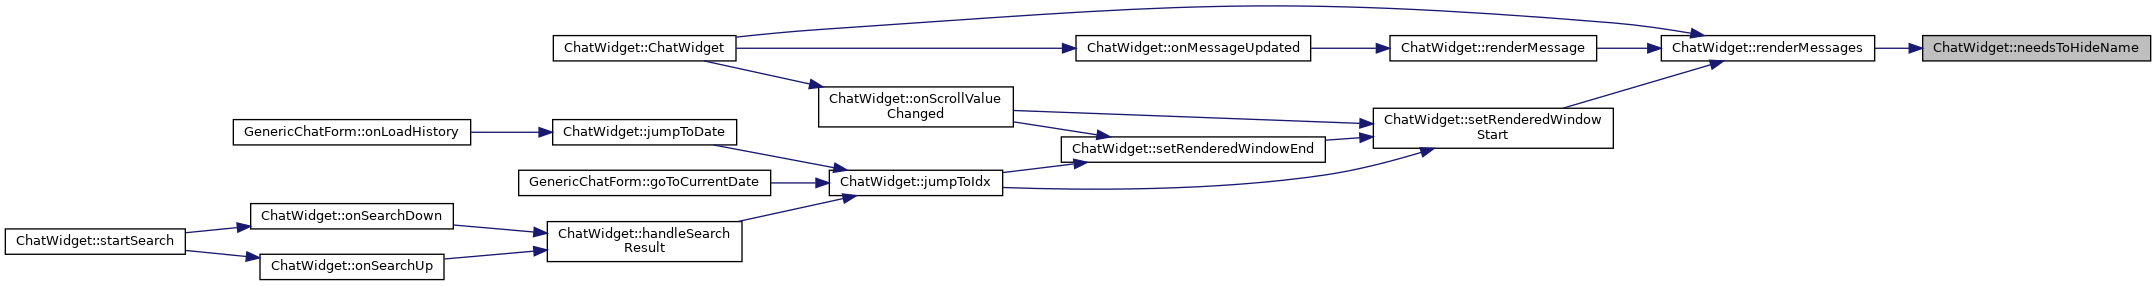 ChatWidget::ChatWidget
ChatWidget::onMessageUpdated
ChatWidget::renderMessage
ChatWidget::renderMessages
ChatWidget::needsToHideName
ChatWidget::onScrollValue
Changed
ChatWidget::setRenderedWindow
Start
GenericChatForm::onLoadHistory
ChatWidget::jumpToDate
ChatWidget::setRenderedWindowEnd
GenericChatForm::goToCurrentDate
ChatWidget::jumpToIdx
ChatWidget::onSearchDown
ChatWidget::handleSearch
Result
ChatWidget::startSearch
ChatWidget::onSearchUp